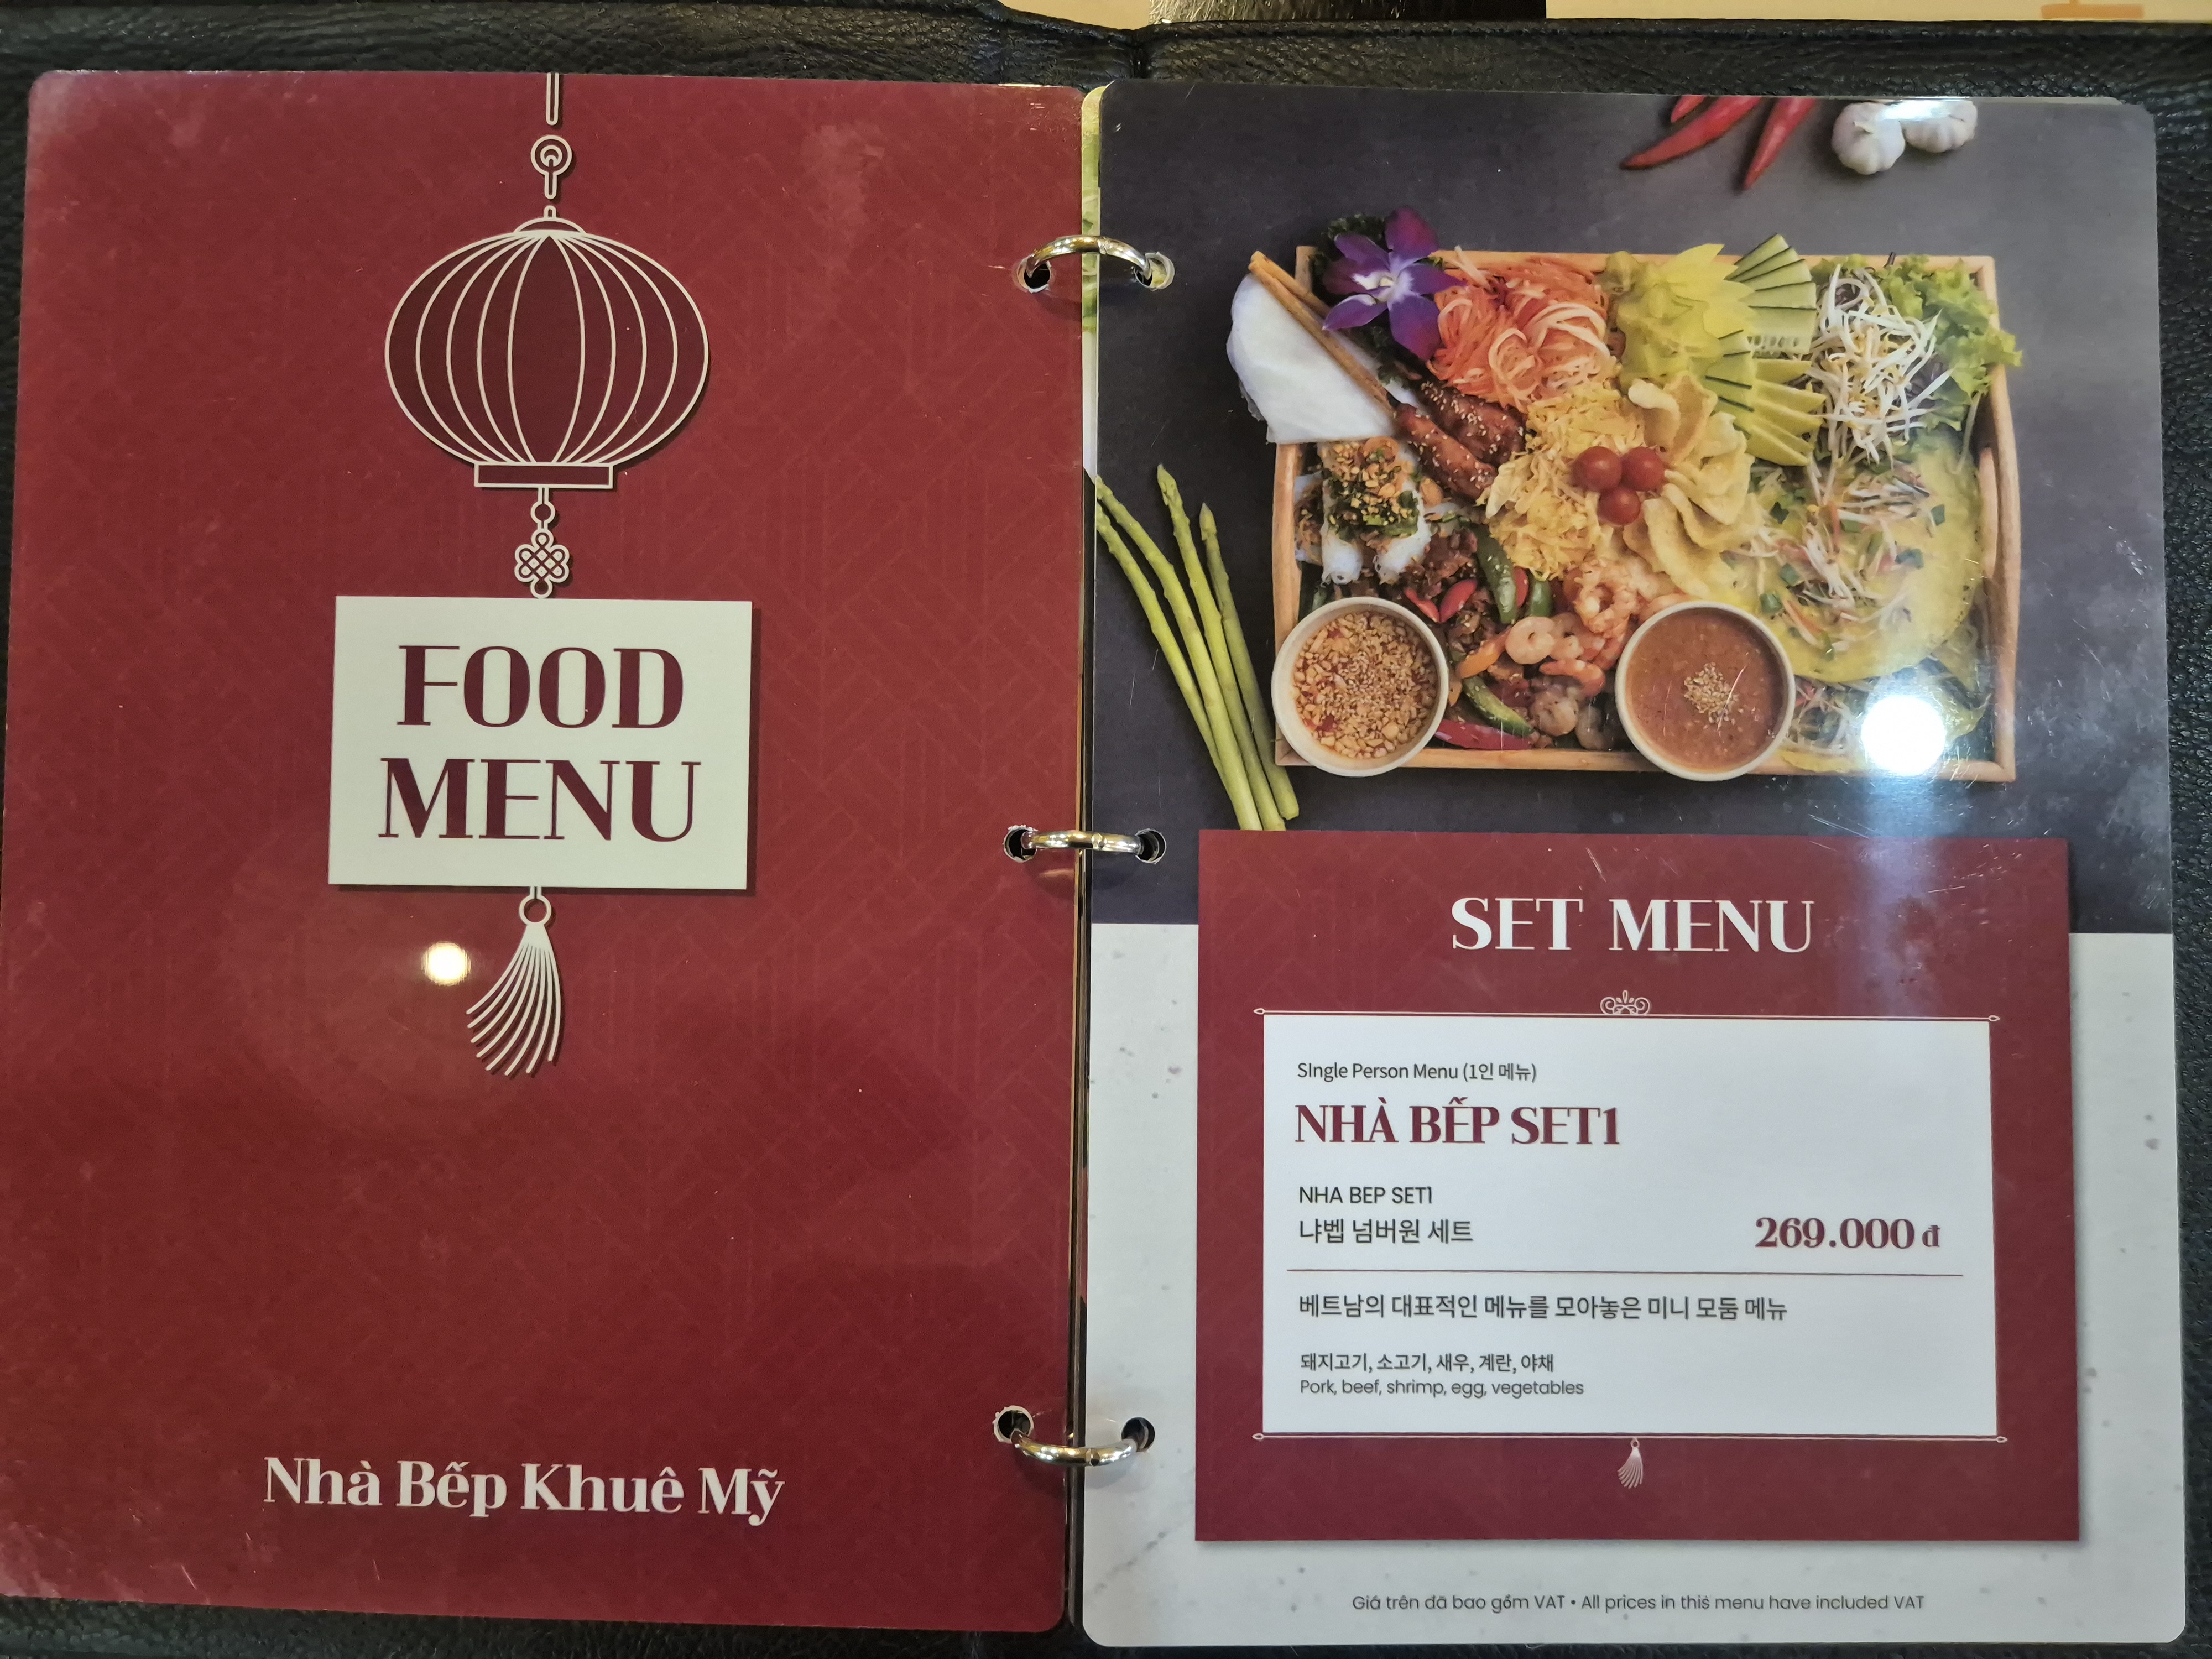 FOOD
MENU
Nhà Bếp Khuê Mỹ
SET MENU
SIngle Person Menu (1인 메뉴)
NHÀ BẾP SET1
NHA BEP SET1
냐벱 넘버원 세트
269.000 đ
베트남의 대표적인 메뉴를 모아놓은 미니 모둠 메뉴
돼지고기, 소고기, 새우, 계란, 야채
Pork, beef, shrimp, egg, vegetables
Giá trên đã bao gồm VAT • All prices in this menu have included VAT